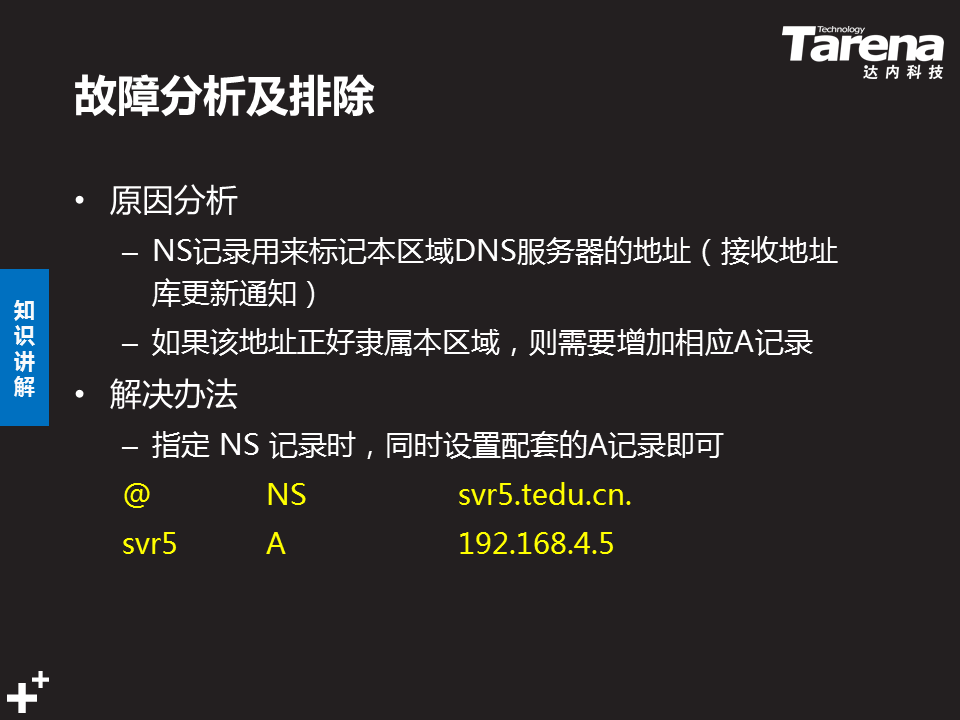 Technology
Tarena
达内科技
故障分析及排除
• 原因分析
– NS记录用来标记本区域DNS服务器的地址（接收地址
库更新通知）
– 如果该地址正好隶属本区域，则需要增加相应A记录
• 解决办法
– 指定 NS 记录时，同时设置配套的A记录即可
@ NS svr5.tedu.cn.
svr5 A 192.168.4.5
知
识
讲
解